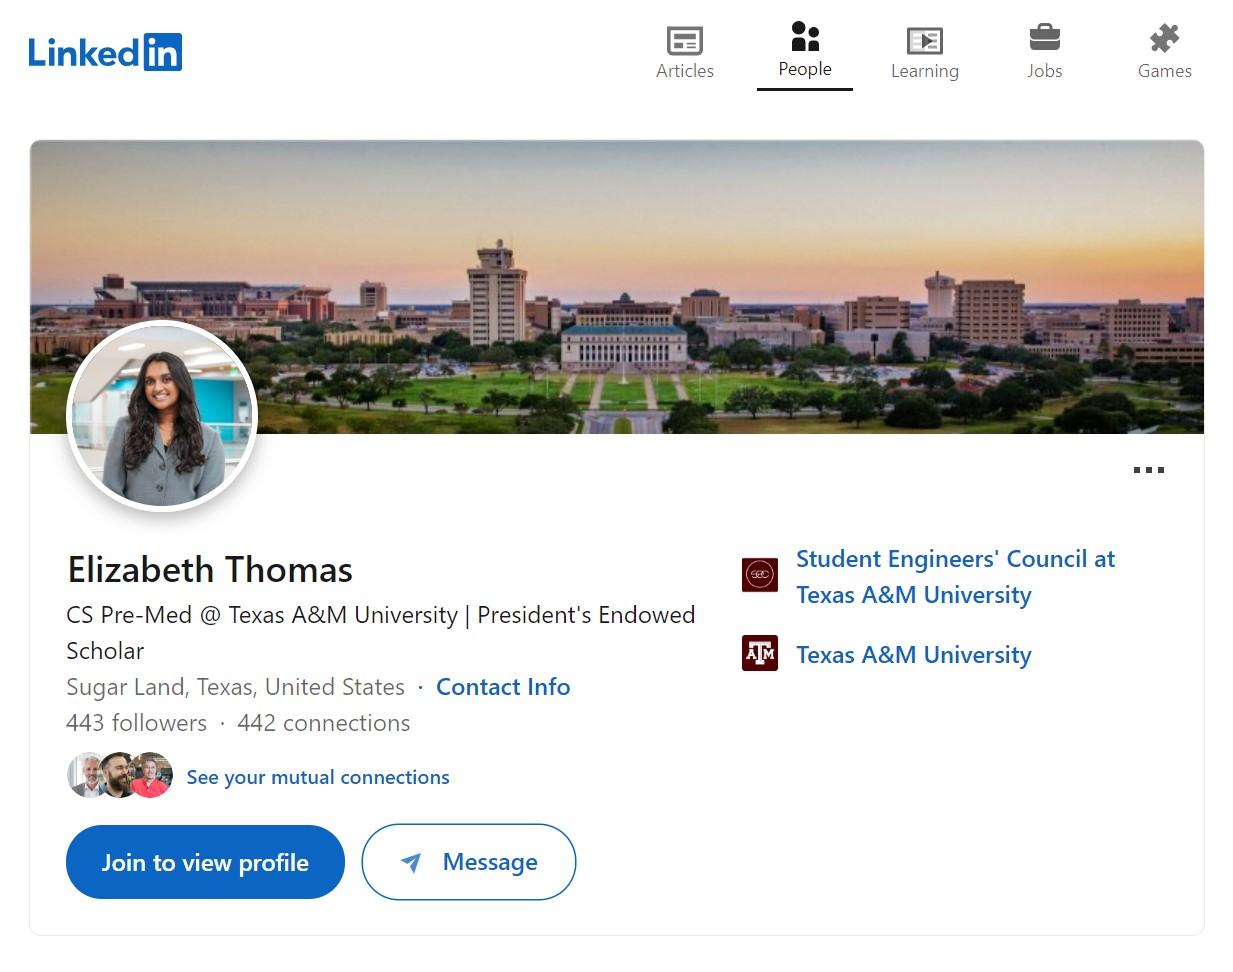 Linked in
Articles
People
Learning
Jobs
Games
Elizabeth Thomas
CS Pre-Med @ Texas A&M University | President's Endowed
Scholar
Sugar Land, Texas, United States · Contact Info
443 followers · 442 connections
See your mutual connections
Join to view profile
Message
SEC
Student Engineers' Council at
Texas A&M University
ATM
Texas A&M University